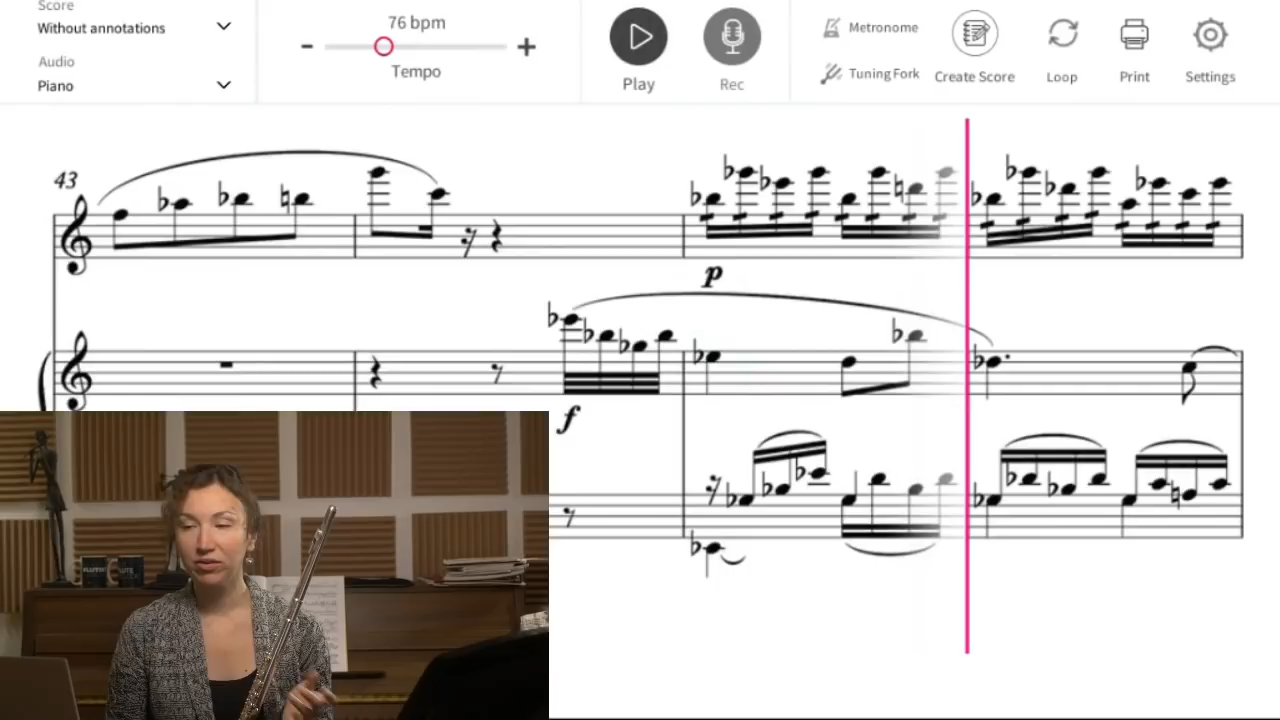 Score
Without annotations
Audio
Piano
76 bpm
Tempo
Play
Rec
Metronome
Tuning Fork
Create Score
Loop
Print
Settings
43
p
f